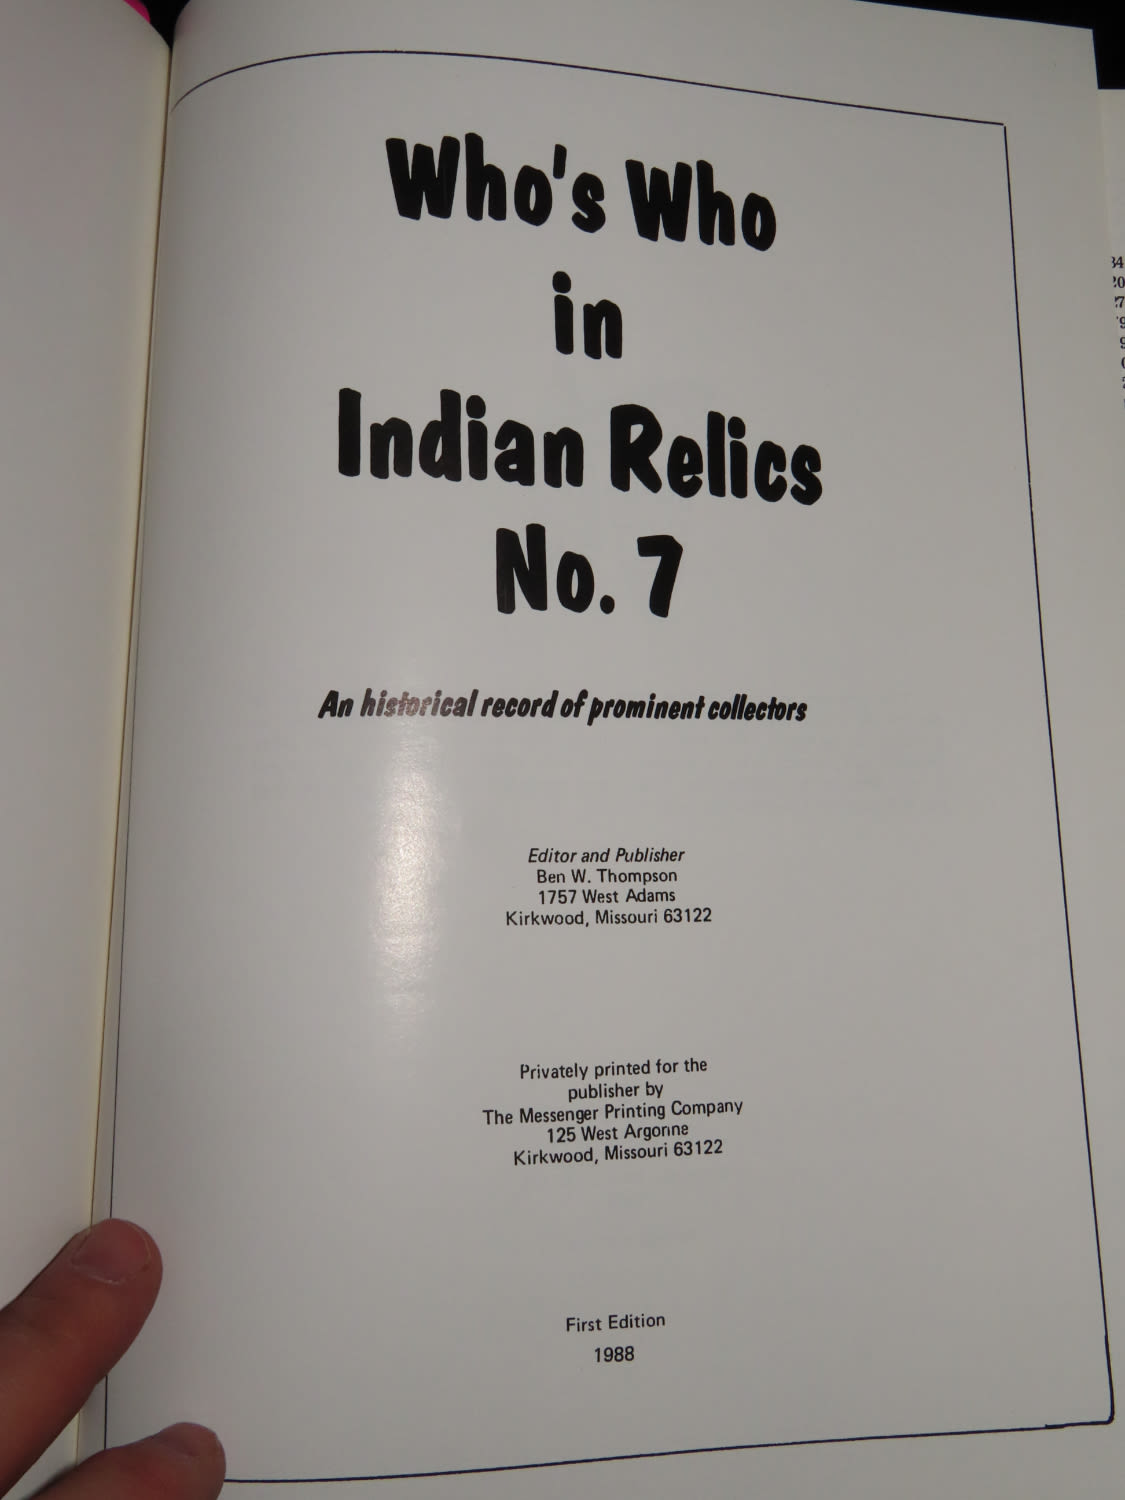 Who's Who
in
Indian Relics
No. 7
An historical record of prominent collectors
Editor and Publisher
Ben W. Thompson
1757 West Adams
Kirkwood, Missouri 63122
Privately printed for the
publisher by
The Messenger Printing Company
125 West Argonne
Kirkwood, Missouri 63122
First Edition
1988